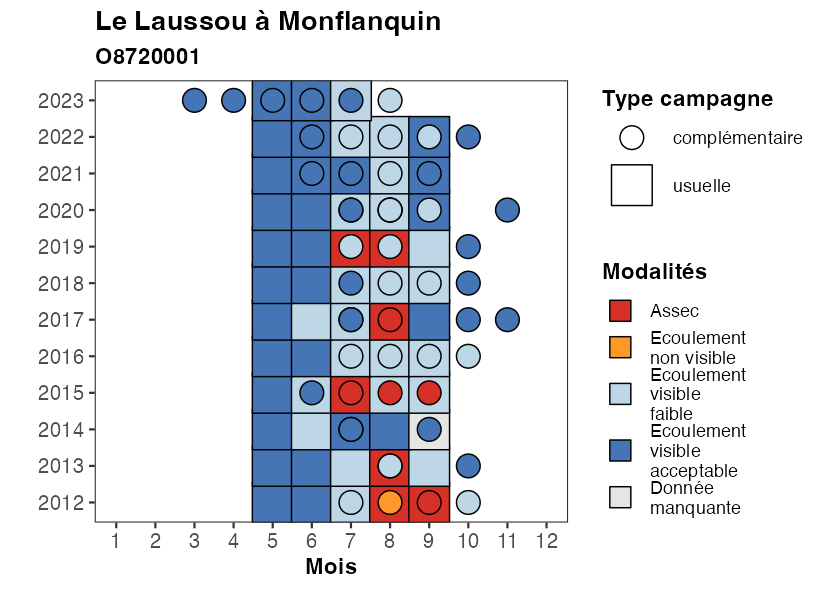 Le Laussou à Monflanquin
O8720001
2023
2022
2021
2020
2019
2018
2017
2016
2015
2014
2013
2012
1 2 3 4 5 6 7 8 9 10 11 12
Mois
Type campagne
complémentaire
usuelle
Modalités
Assec
Ecoulement
non visible
Ecoulement
visible
faible
Ecoulement
visible
acceptable
Donnée
manquante